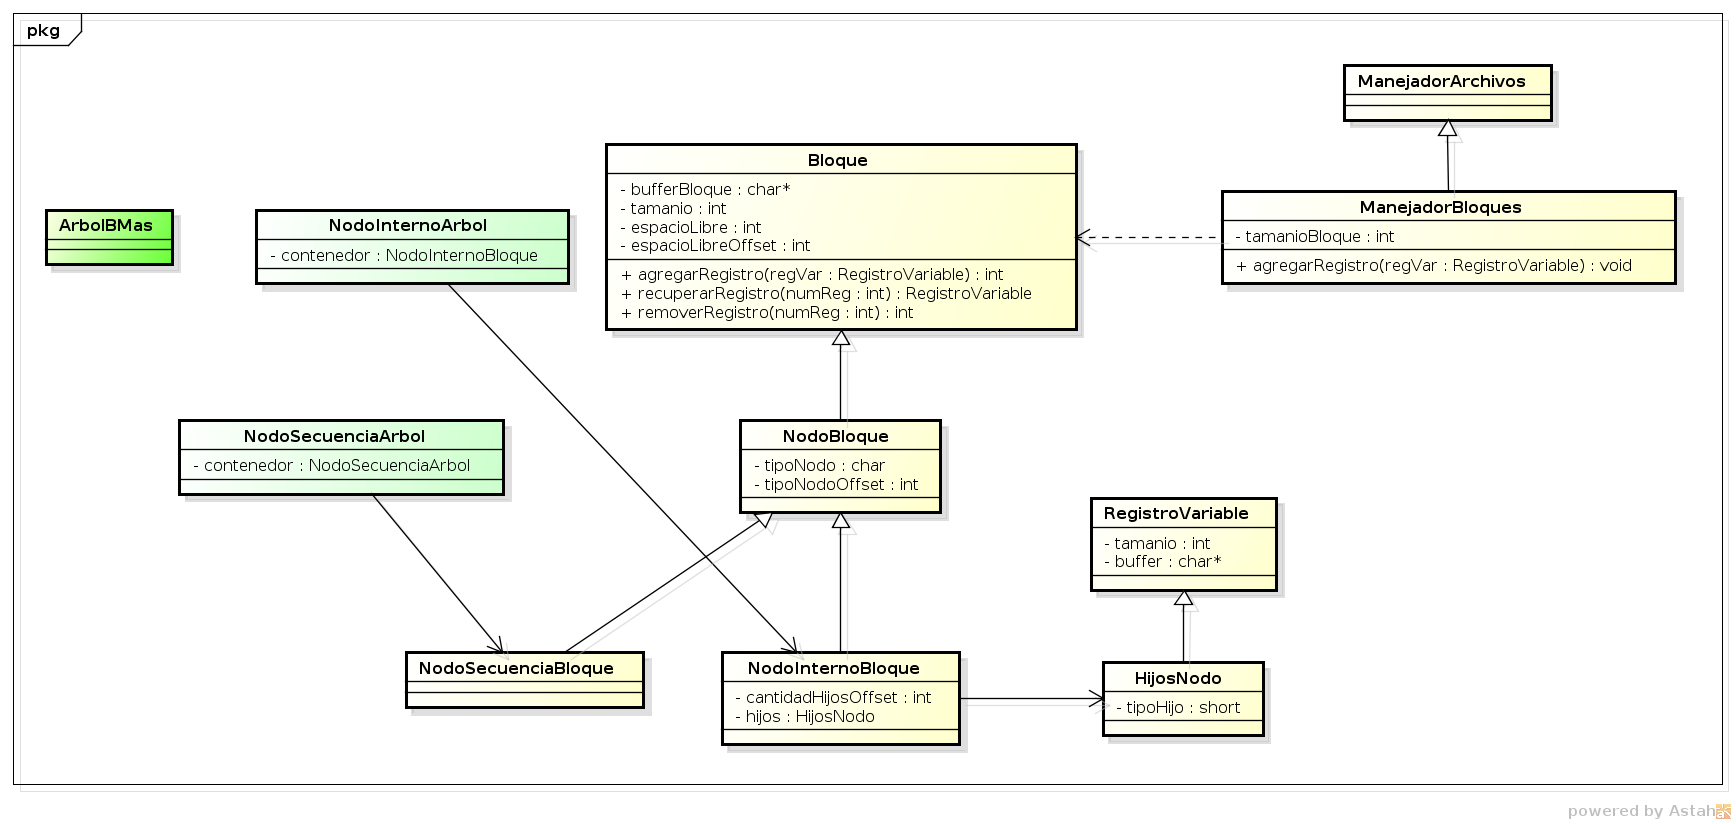 pkg
ManejadorArchivos
Bloque
- bufferBloque : char*
- tamanio : int
- espacioLibre : int
- espacioLibreOffset : int
+ agregarRegistro(regVar : RegistroVariable) : int
+ recuperarRegistro(numReg : int) : RegistroVariable
+ removerRegistro(numReg : int) : int
ManejadorBloques
- tamanioBloque : int
+ agregarRegistro(regVar : RegistroVariable) : void
ArbolBMas
NodoInternoArbol
- contenedor : NodoInternoBloque
NodoSecuenciaArbol
- contenedor : NodoSecuenciaArbol
NodoBloque
- tipoNodo : char
- tipoNodoOffset : int
RegistroVariable
- tamanio : int
- buffer : char*
NodoSecuenciaBloque
NodoInternoBloque
- cantidadHijosOffset : int
- hijos : HijosNodo
HijosNodo
- tipoHijo : short
powered by Astah